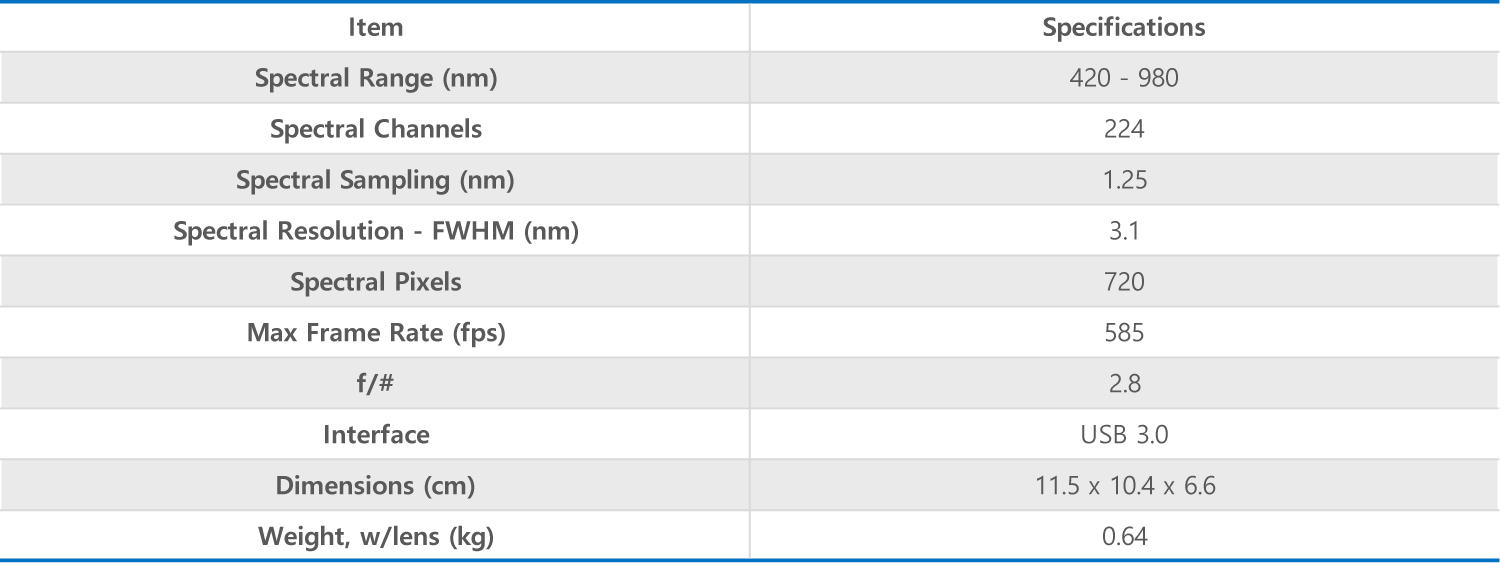 Item Specifications
Spectral Range (nm) 420 - 980
Spectral Channels 224
Spectral Sampling (nm) 1.25
Spectral Resolution - FWHM (nm) 3.1
Spectral Pixels 720
Max Frame Rate (fps) 585
f/# 2.8
Interface USB 3.0
Dimensions (cm) 11.5 x 10.4 x 6.6
Weight, w/lens (kg) 0.64